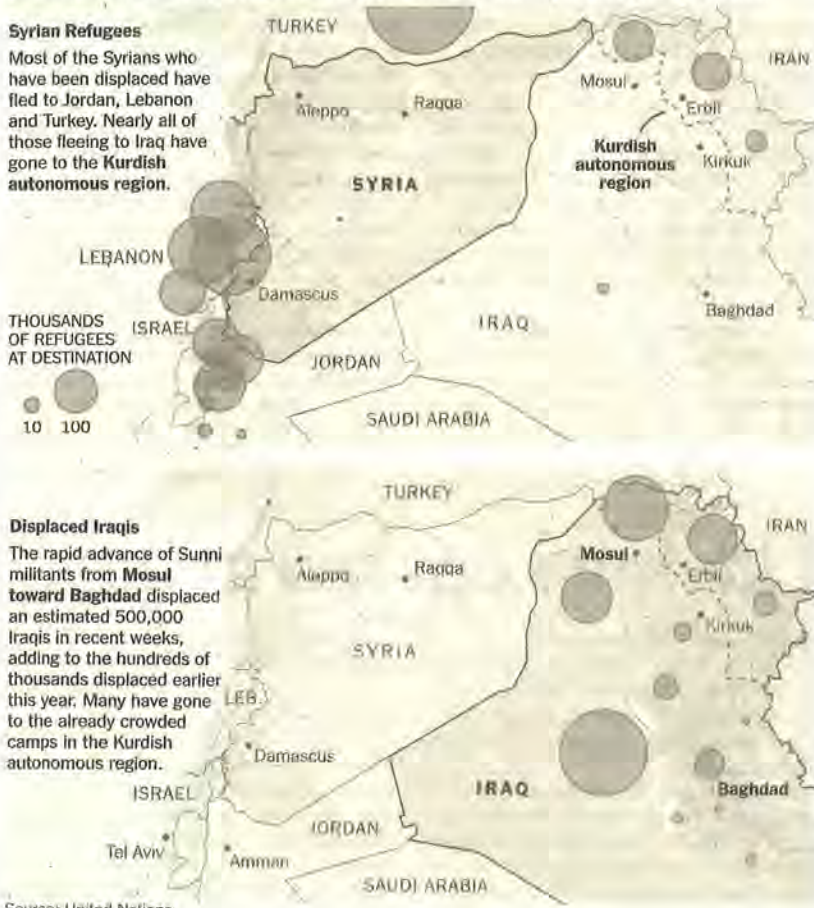 Syrian Refugees
Most of the Syrians who
have been displaced have
fled to Jordan, Lebanon
and Turkey. Nearly all of
those fleeing to Iraq have
gone to the Kurdish
autonomous region.
TURKEY
IRAN
Mosul
Aleppo
Raqqa
Erbil
Kurdish
autonomous
region
Kirkuk
SYRIA
LEBANON
Damascus
Baghdad
THOUSANDS
OF REFUGEES
AT DESTINATION
10 100
ISRAEL
IRAQ
JORDAN
SAUDI ARABIA
Displaced Iraqis
The rapid advance of Sunni
militants from Mosul
toward Baghdad displaced
an estimated 500,000
Iraqis in recent weeks,
adding to the hundreds of
thousands displaced earlier
this year. Many have gone
to the already crowded
camps in the Kurdish
autonomous region.
TURKEY
IRAN
Mosul
Aleppo
Raqqa
Erbil
Kirkuk
SYRIA
LEB.
Damascus
ISRAEL
IRAQ
Baghdad
JORDAN
Tel Aviv
Amman
SAUDI ARABIA
Source: United Nations